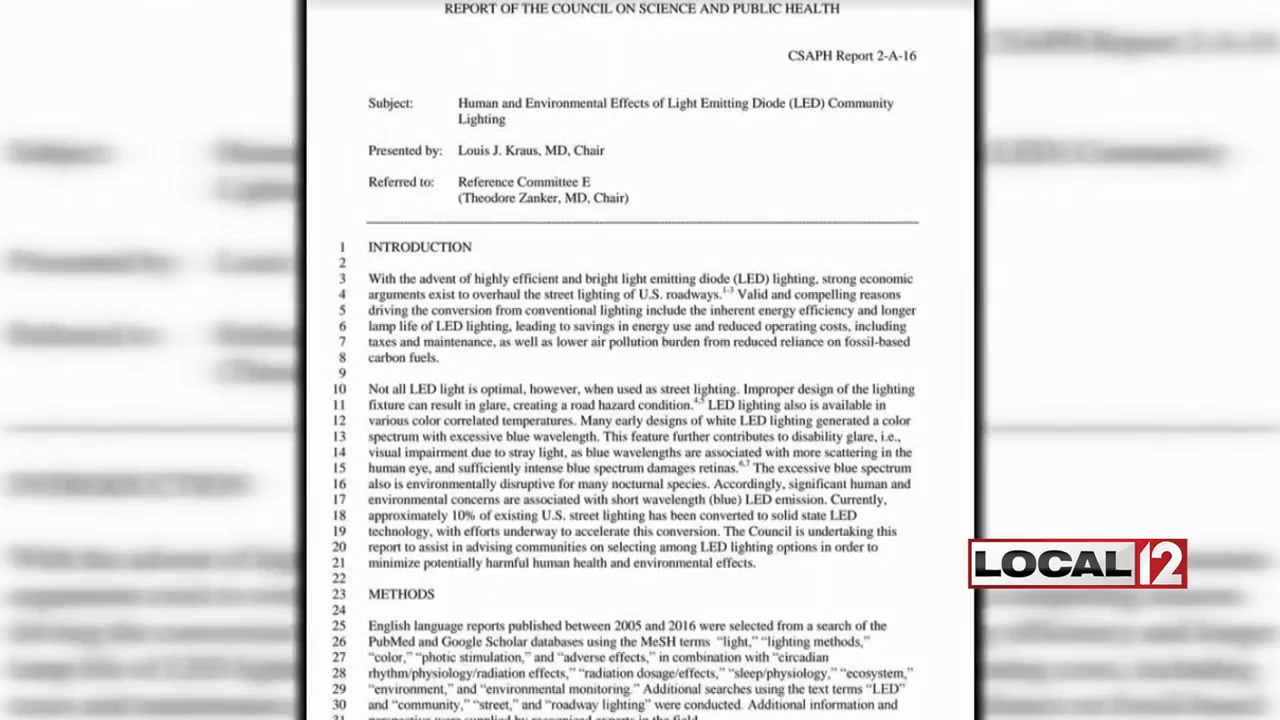 REPORT OF THE COUNCIL ON SCIENCE AND PUBLIC HEALTH
CSAPH Report 2-A-16
Subject: Human and Environmental Effects of Light Emitting Diode (LED) Community
Lighting
Presented by: Louis J. Kraus, MD, Chair
Referred to: Reference Committee E
(Theodore Zanker, MD, Chair)
1 INTRODUCTION
2
3 With the advent of highly efficient and bright light emitting diode (LED) lighting, strong economic
4 arguments exist to overhaul the street lighting of U.S. roadways.1-3 Valid and compelling reasons
5 driving the conversion from conventional lighting include the inherent energy efficiency and longer
6 lamp life of LED lighting, leading to savings in energy use and reduced operating costs, including
7 taxes and maintenance, as well as lower air pollution burden from reduced reliance on fossil-based
8 carbon fuels.
9
10 Not all LED light is optimal, however, when used as street lighting. Improper design of the lighting
11 fixture can result in glare, creating a road hazard condition.4,5 LED lighting also is available in
12 various color correlated temperatures. Many early designs of white LED lighting generated a color
13 spectrum with excessive blue wavelength. This feature further contributes to disability glare, i.e.,
14 visual impairment due to stray light, as blue wavelengths are associated with more scattering in the
15 human eye, and sufficiently intense blue spectrum damages retinas.6,7 The excessive blue spectrum
16 also is environmentally disruptive for many nocturnal species. Accordingly, significant human and
17 environmental concerns are associated with short wavelength (blue) LED emission. Currently,
18 approximately 10% of existing U.S. street lighting has been converted to solid state LED
19 technology, with efforts underway to accelerate this conversion. The Council is undertaking this
20 report to assist in advising communities on selecting among LED lighting options in order to
21 minimize potentially harmful human health and environmental effects.
22
23 METHODS
24
25 English language reports published between 2005 and 2016 were selected from a search of the
26 PubMed and Google Scholar databases using the MeSH terms "light," "lighting methods,"
27 "color," "photic stimulation," and "adverse effects," in combination with "circadian
28 rhythm/physiology/radiation effects," "radiation dosage/effects," "sleep/physiology," "ecosystem,"
29 "environment," and "environmental monitoring." Additional searches using the text terms "LED"
30 and "community," "street," and "roadway lighting" were conducted. Additional information and
31 perspective were supplied by recognized experts in the field.
LOCAL 12